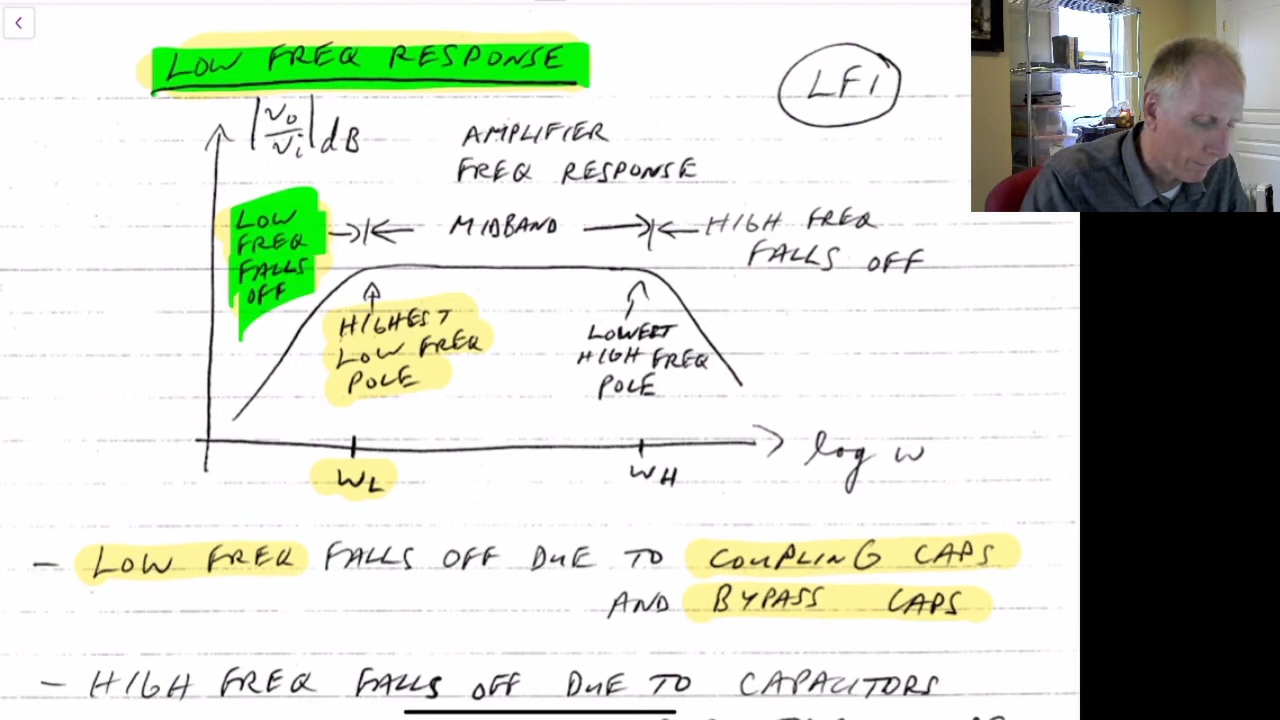 LOW FREQ RESPONSE
LF1
|Vo/Vi| dB
AMPLIFIER
FREQ RESPONSE
LOW
FREQ
FALLS
OFF
MIDBAND
HIGH FREQ
FALLS OFF
HIGHEST
LOW FREQ
POLE
LOWEST
HIGH FREQ
POLE
WL
WH
log w
- LOW FREQ FALLS OFF DUE TO COUPLING CAPS
AND BYPASS CAPS
- HIGH FREQ FALLS OFF DUE TO CAPACITORS